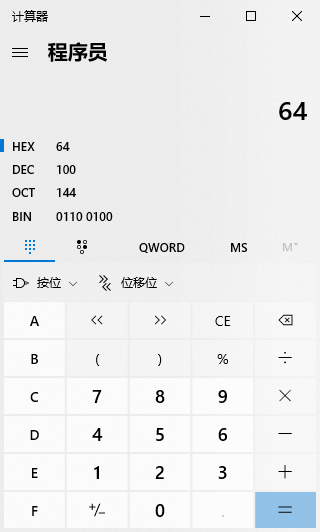 计算器
程序员
64
HEX 64
DEC 100
OCT 144
BIN 0110 0100
QWORD MS M˅
按位 位移位
A << >> CE
B ( ) % ÷
C 7 8 9 ×
D 4 5 6 −
E 1 2 3 +
F +/− 0 . =